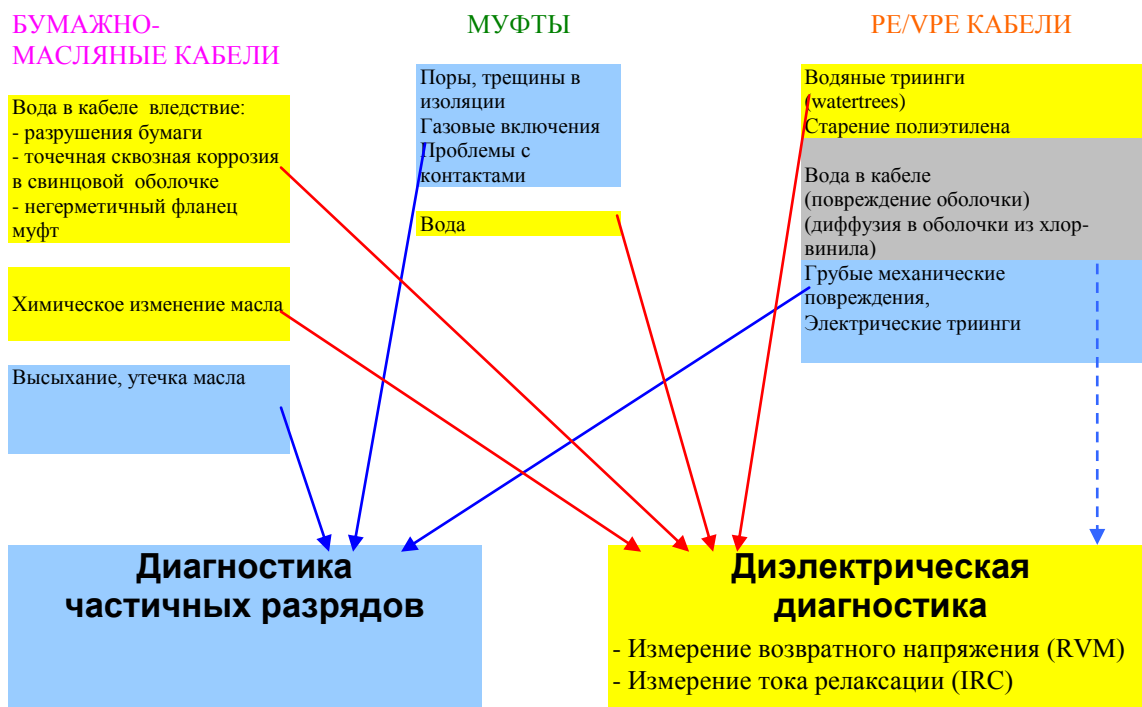 БУМАЖНО-
МАСЛЯНЫЕ КАБЕЛИ
Вода в кабеле вледствие:
- разрушения бумаги
- точечная сквозная коррозия
в свинцовой оболочке
- негерметичный фланец
муфт
Химическое изменение масла
Высыхание, утечка масла
МУФТЫ
Поры, трещины в
изоляции
Газовые включения
Проблемы с
контактами
Вода
PE/VPE КАБЕЛИ
Водяные триинги
(watertrees)
Старение полиэтилена
Вода в кабеле
(повреждение оболочки)
(диффузия в оболочки из хлор-
винила)
Грубые механические
повреждения,
Электрические триинги
Диагностика
частичных разрядов
Диэлектрическая
диагностика
- Измерение возвратного напряжения (RVM)
- Измерение тока релаксации (IRC)